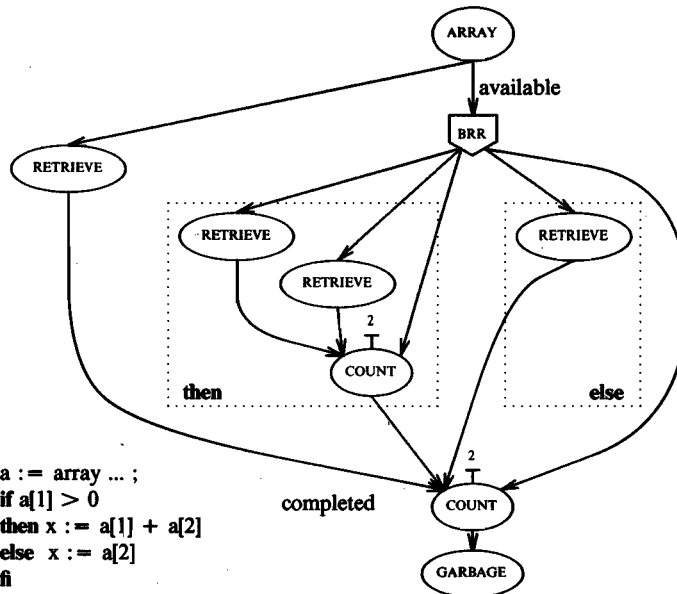 ARRAY
available
BRR
RETRIEVE
RETRIEVE
RETRIEVE
RETRIEVE
2
COUNT
then
else
a := array ... ;
if a[1] > 0
then x := a[1] + a[2]
else x := a[2]
fi
completed
2
COUNT
GARBAGE